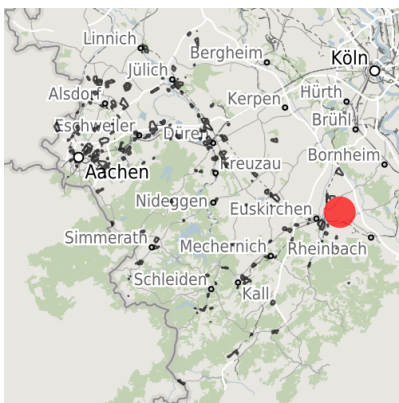 Linnich
Bergheim
Köln
Jülich
Alsdorf
Kerpen
Hürth
Brühl
Eschweiler
Düren
Bornheim
Kreuzau
Aachen
Nideggen
Euskirchen
Simmerath
Mechernich
Rheinbach
Schleiden
Kall